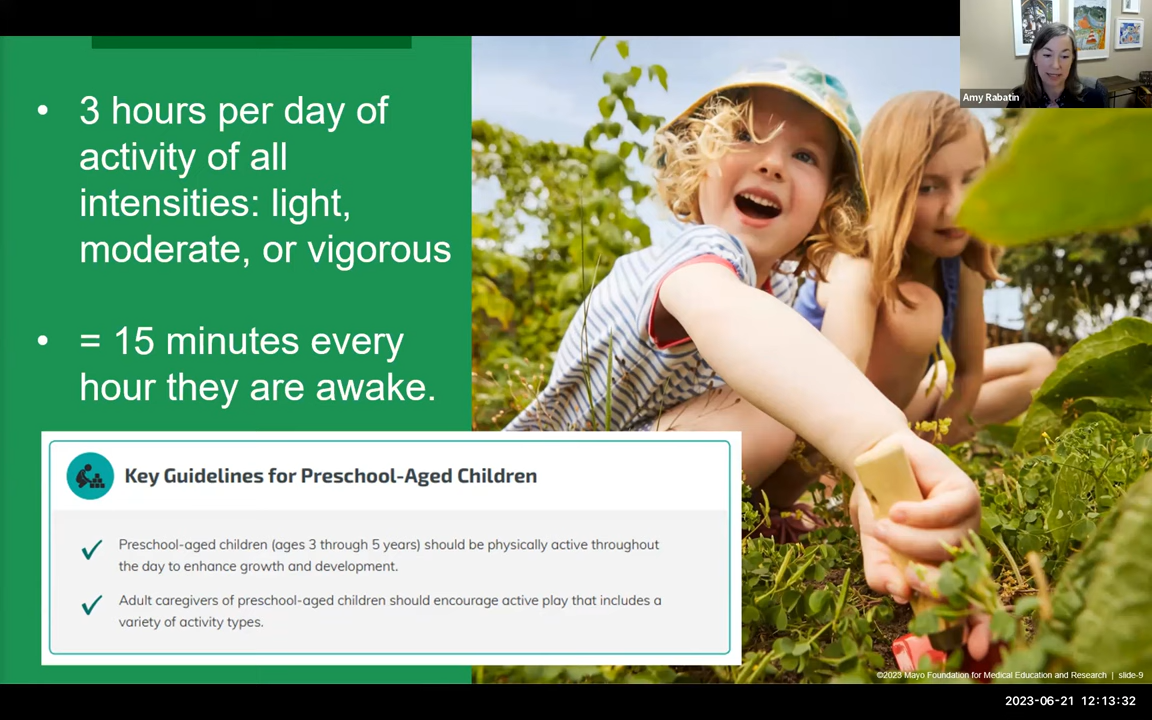 Amy Rabatin
• 3 hours per day of
activity of all
intensities: light,
moderate, or vigorous
• = 15 minutes every
hour they are awake.
Key Guidelines for Preschool-Aged Children
✓ Preschool-aged children (ages 3 through 5 years) should be physically active throughout
the day to enhance growth and development.
✓ Adult caregivers of preschool-aged children should encourage active play that includes a
variety of activity types.
©2023 Mayo Foundation for Medical Education and Research | slide-9
2023-06-21 12:13:32